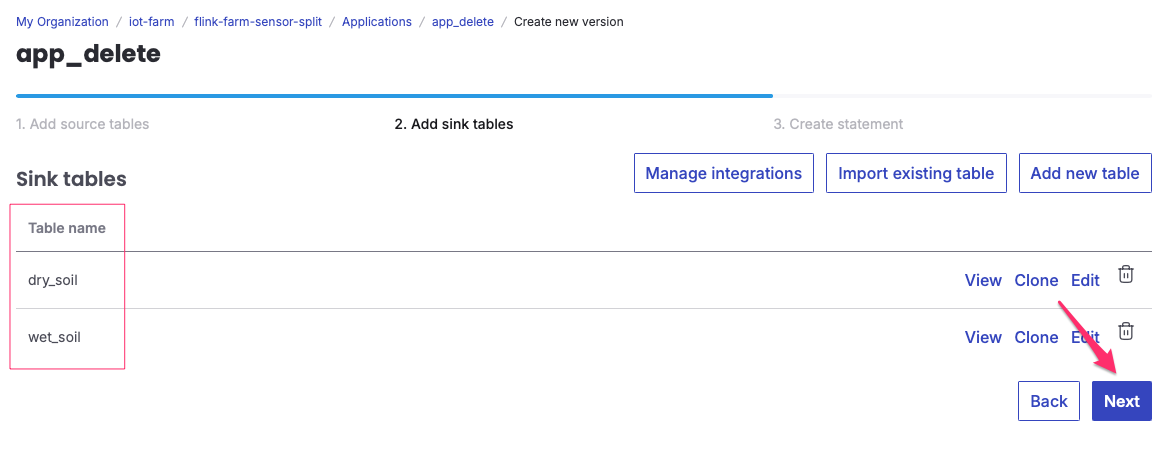 My Organization / iot-farm / flink-farm-sensor-split / Applications / app_delete / Create new version
app_delete
1. Add source tables
2. Add sink tables
3. Create statement
Sink tables
Manage integrations
Import existing table
Add new table
Table name
dry_soil
View Clone Edit
wet_soil
View Clone Edit
Back
Next